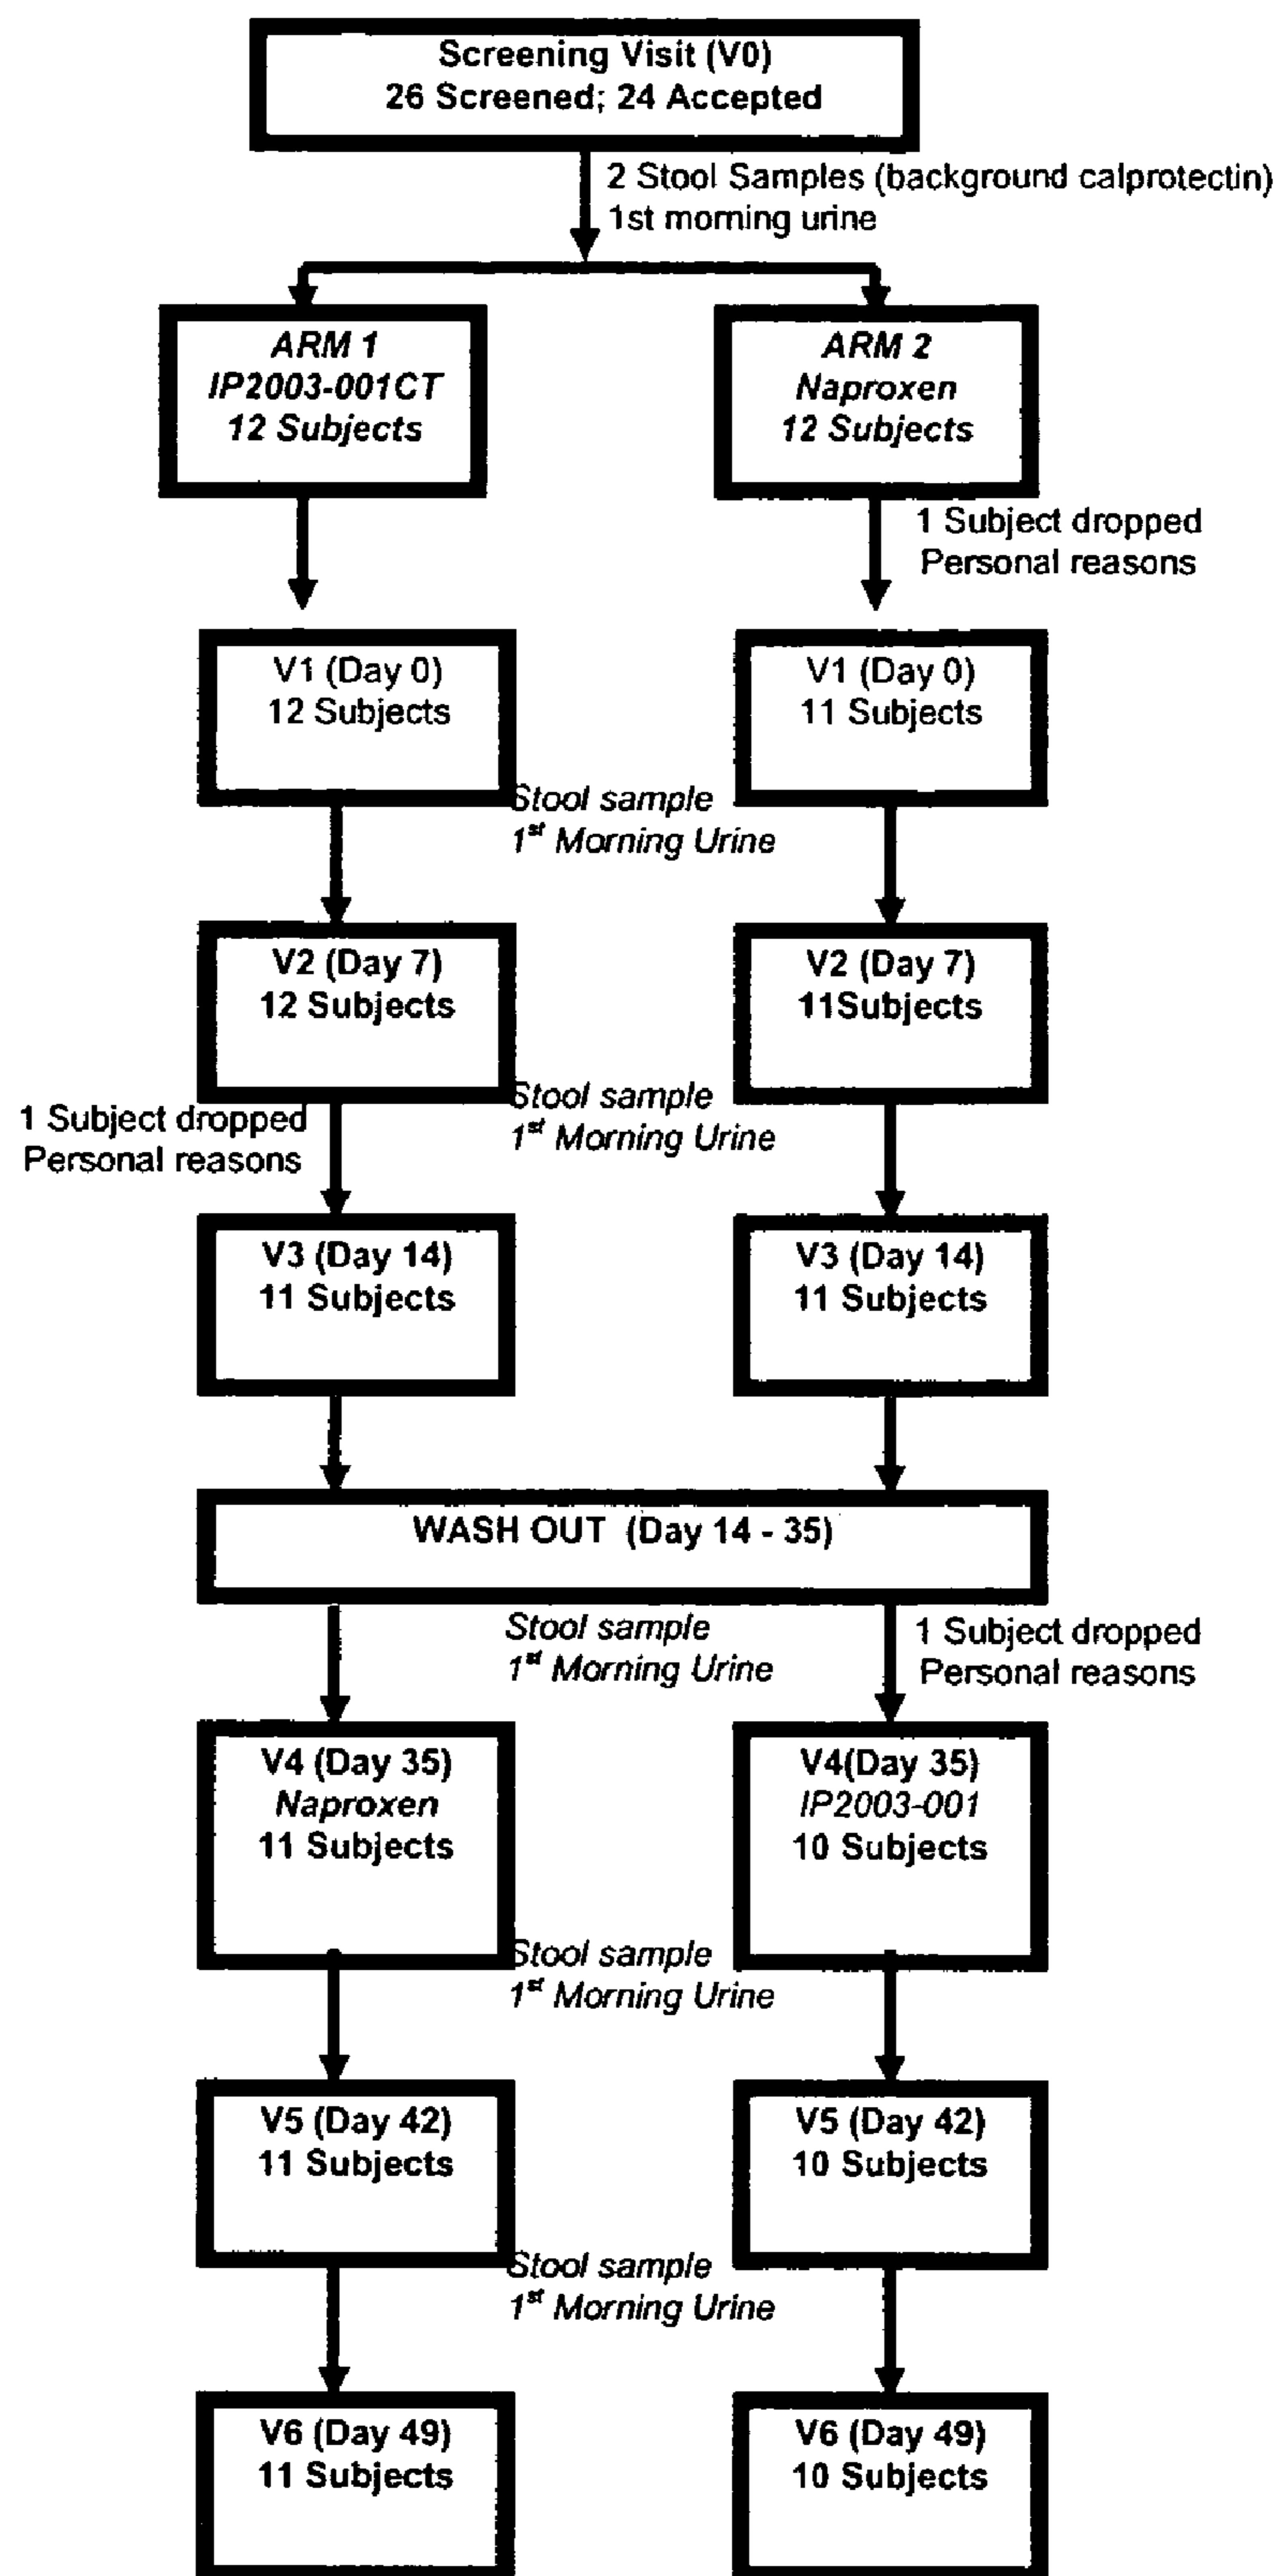 Screening Visit (V0)
26 Screened; 24 Accepted
2 Stool Samples (background calprotectin)
1st morning urine
ARM 1
IP2003-001CT
12 Subjects
ARM 2
Naproxen
12 Subjects
1 Subject dropped
Personal reasons
V1 (Day 0)
12 Subjects
V1 (Day 0)
11 Subjects
Stool sample
1st Morning Urine
V2 (Day 7)
12 Subjects
V2 (Day 7)
11Subjects
1 Subject dropped
Personal reasons
Stool sample
1st Morning Urine
V3 (Day 14)
11 Subjects
V3 (Day 14)
11 Subjects
WASH OUT (Day 14 - 35)
Stool sample
1st Morning Urine
1 Subject dropped
Personal reasons
V4 (Day 35)
Naproxen
11 Subjects
V4(Day 35)
IP2003-001
10 Subjects
Stool sample
1st Morning Urine
V5 (Day 42)
11 Subjects
V5 (Day 42)
10 Subjects
Stool sample
1st Morning Urine
V6 (Day 49)
11 Subjects
V6 (Day 49)
10 Subjects